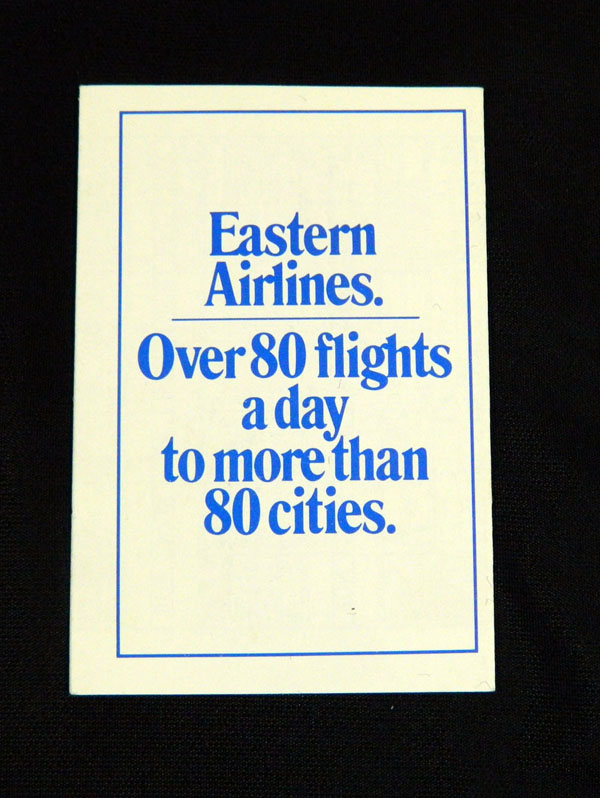 Eastern
Airlines.
Over 80 flights
a day
to more than
80 cities.